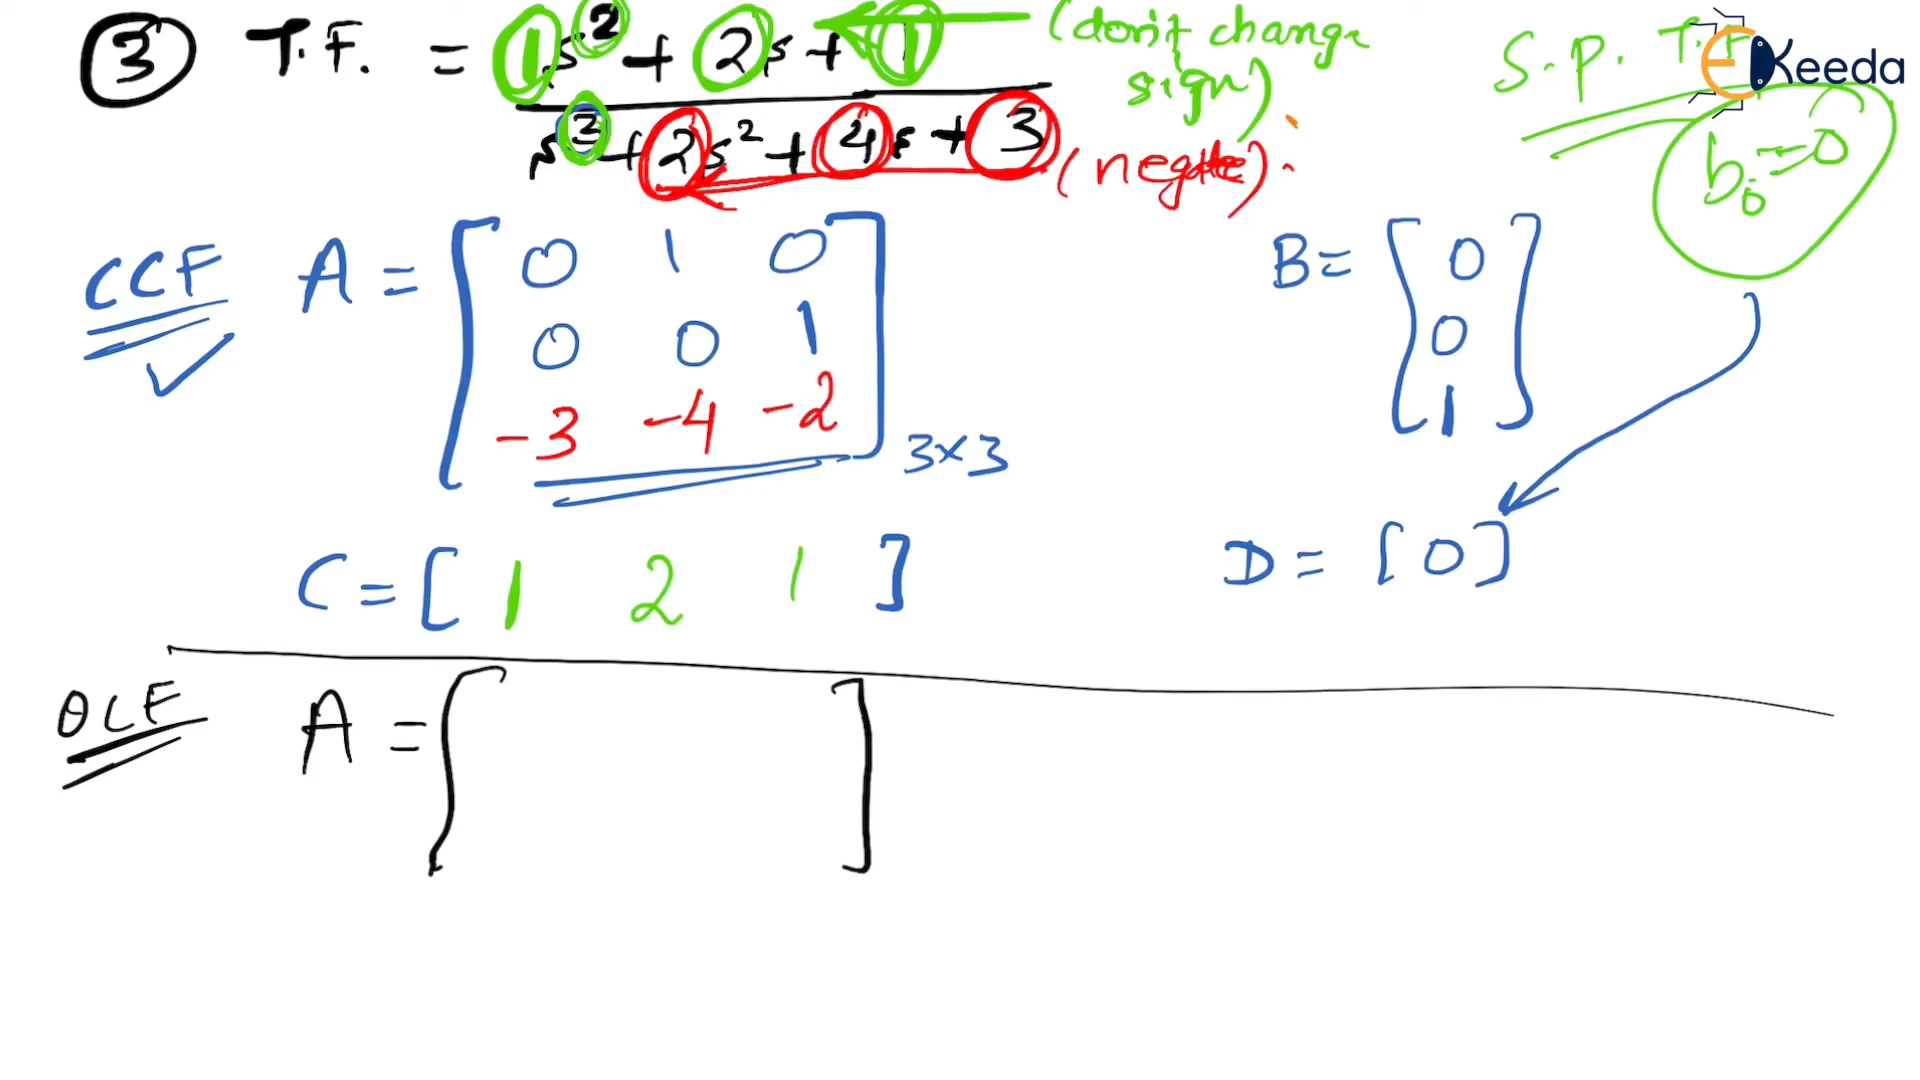 ③ T.F. = 1s² + 2s + 1 (don't change sign) S.P. T.F Keeda
s³ + 2s² + 4s + 3 (negate) b₀ = 0
CCF A = [ 0 1 0 B = [ 0
0 0 1 0
-3 -4 -2 ] 3×3 1 ]
C = [ 1 2 1 ] D = [ 0 ]
OCF A = [ ]